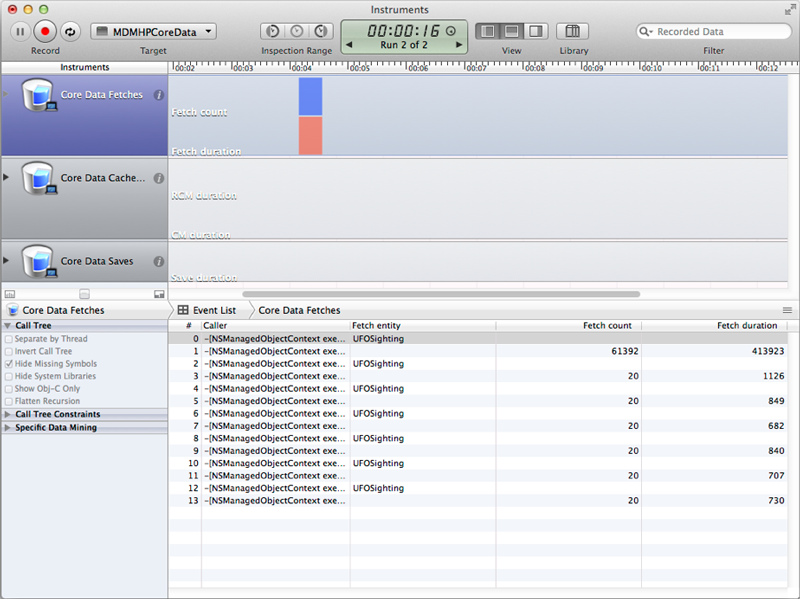 Instruments
MDMHPCoreData
00:00:16
Run 2 of 2
Recorded Data
Record
Target
Inspection Range
View
Library
Filter
Instruments
00:02 00:03 00:04 00:05 00:06 00:07 00:08 00:09 00:10 00:11 00:12
Core Data Fetches
Fetch count
Fetch duration
Core Data Cache...
RCM duration
CM duration
Core Data Saves
Save duration
Core Data Fetches
Event List
Core Data Fetches
Call Tree
Separate by Thread
Invert Call Tree
Hide Missing Symbols
Hide System Libraries
Show Obj-C Only
Flatten Recursion
Call Tree Constraints
Specific Data Mining
# Caller Fetch entity Fetch count Fetch duration
0 -[NSManagedObjectContext exe... UFOSighting
1 -[NSManagedObjectContext exe... 61392 413923
2 -[NSManagedObjectContext exe... UFOSighting
3 -[NSManagedObjectContext exe... 20 1126
4 -[NSManagedObjectContext exe... UFOSighting
5 -[NSManagedObjectContext exe... 20 849
6 -[NSManagedObjectContext exe... UFOSighting
7 -[NSManagedObjectContext exe... 20 682
8 -[NSManagedObjectContext exe... UFOSighting
9 -[NSManagedObjectContext exe... 20 840
10 -[NSManagedObjectContext exe... UFOSighting
11 -[NSManagedObjectContext exe... 20 707
12 -[NSManagedObjectContext exe... UFOSighting
13 -[NSManagedObjectContext exe... 20 730